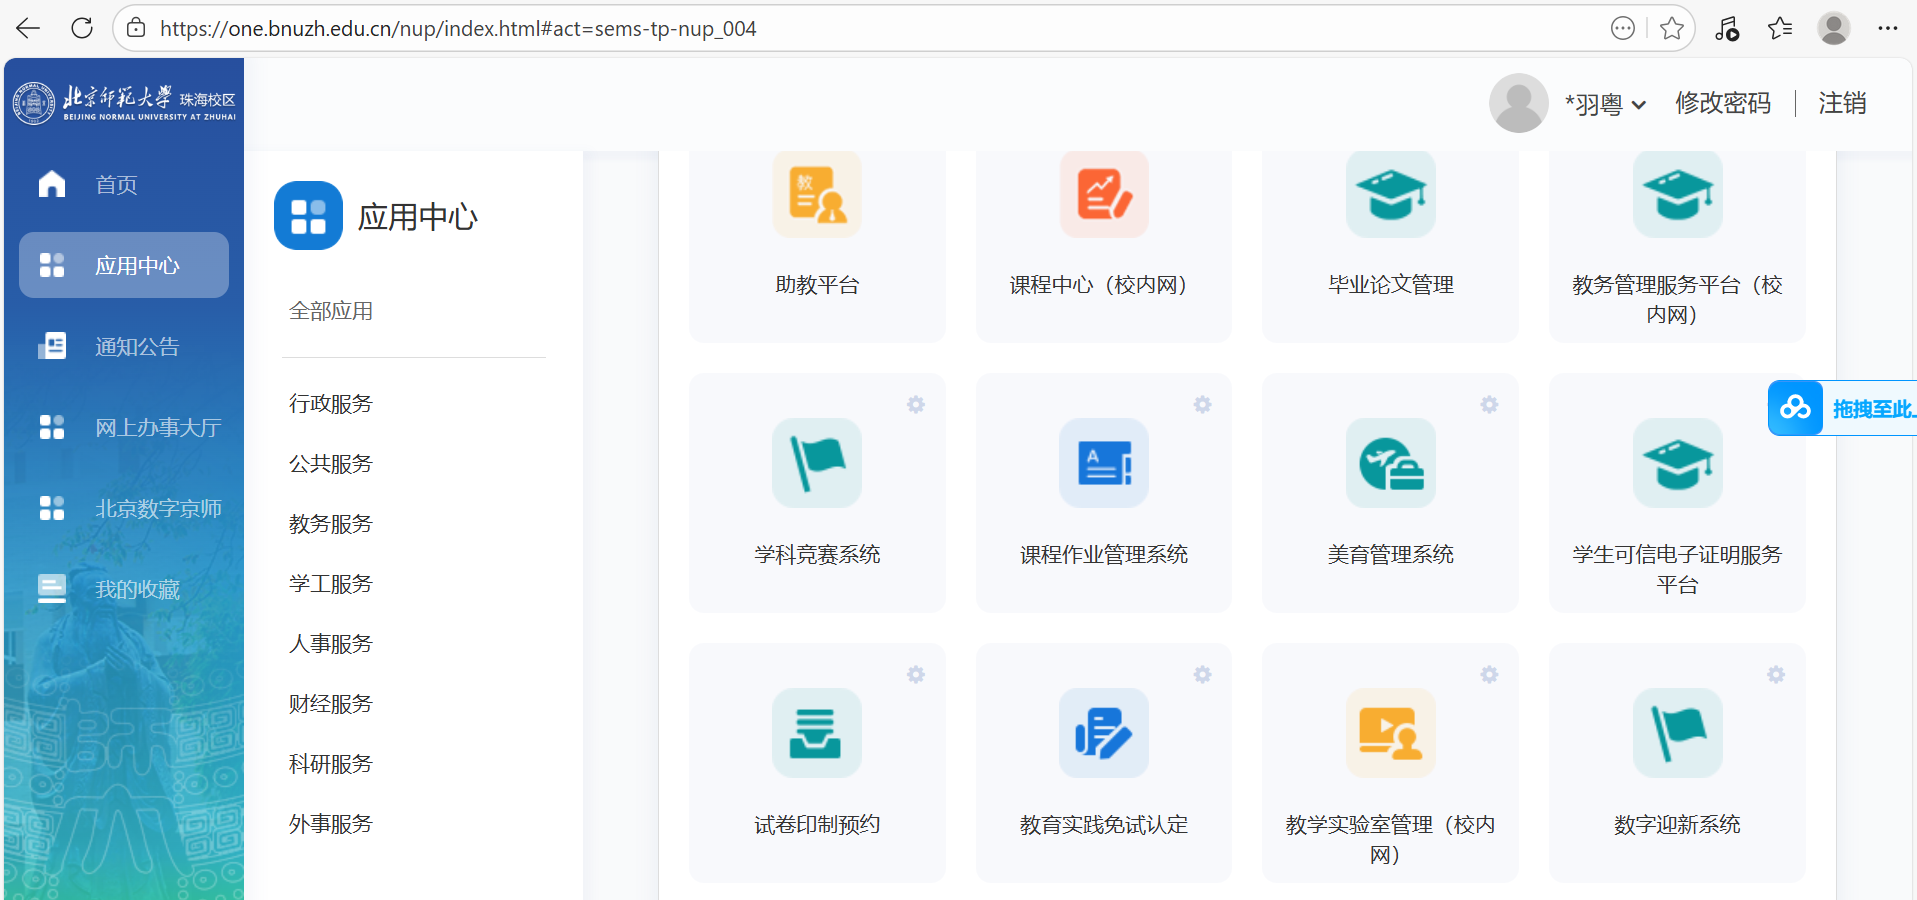 https://one.bnuzh.edu.cn/nup/index.html#act=sems-tp-nup_004
北京师范大学 珠海校区
BEIJING NORMAL UNIVERSITY AT ZHUHAI
*羽粤
修改密码
注销
首页
应用中心
通知公告
网上办事大厅
北京数字京师
我的收藏
应用中心
全部应用
行政服务
公共服务
教务服务
学工服务
人事服务
财经服务
科研服务
外事服务
教
助教平台
课程中心（校内网）
毕业论文管理
教务管理服务平台（校
内网）
学科竞赛系统
A
课程作业管理系统
美育管理系统
学生可信电子证明服务
平台
拖拽至此
试卷印制预约
教育实践免试认定
教学实验室管理（校内
网）
数字迎新系统